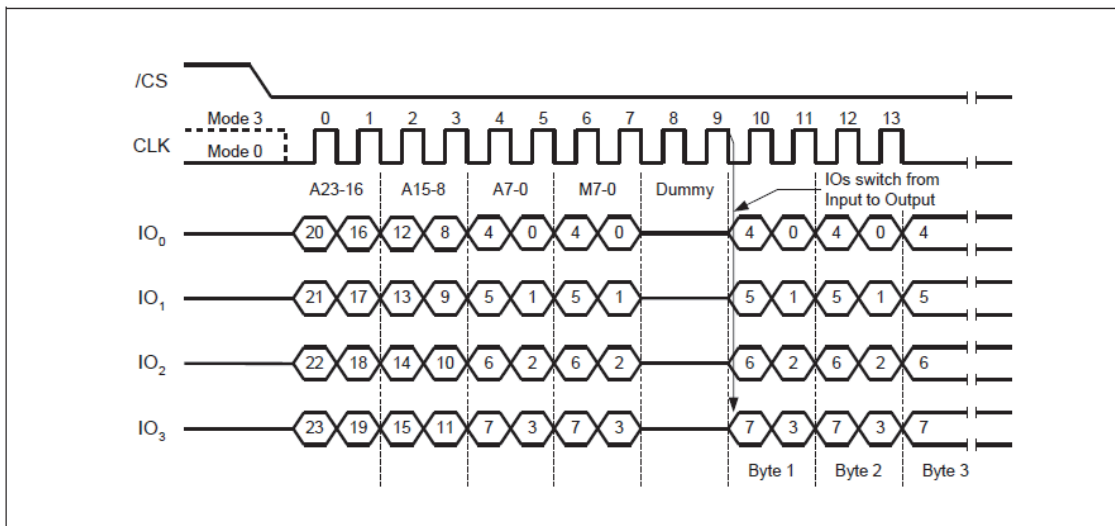 /CS
Mode 3
0 1 2 3 4 5 6 7 8 9 10 11 12 13
CLK
Mode 0
A23-16 A15-8 A7-0 M7-0 Dummy
IOs switch from
Input to Output
IO0 20 16 12 8 4 0 4 0 4 0 4 0 4
IO1 21 17 13 9 5 1 5 1 5 1 5 1 5
IO2 22 18 14 10 6 2 6 2 6 2 6 2 6
IO3 23 19 15 11 7 3 7 3 7 3 7 3 7
Byte 1 Byte 2 Byte 3